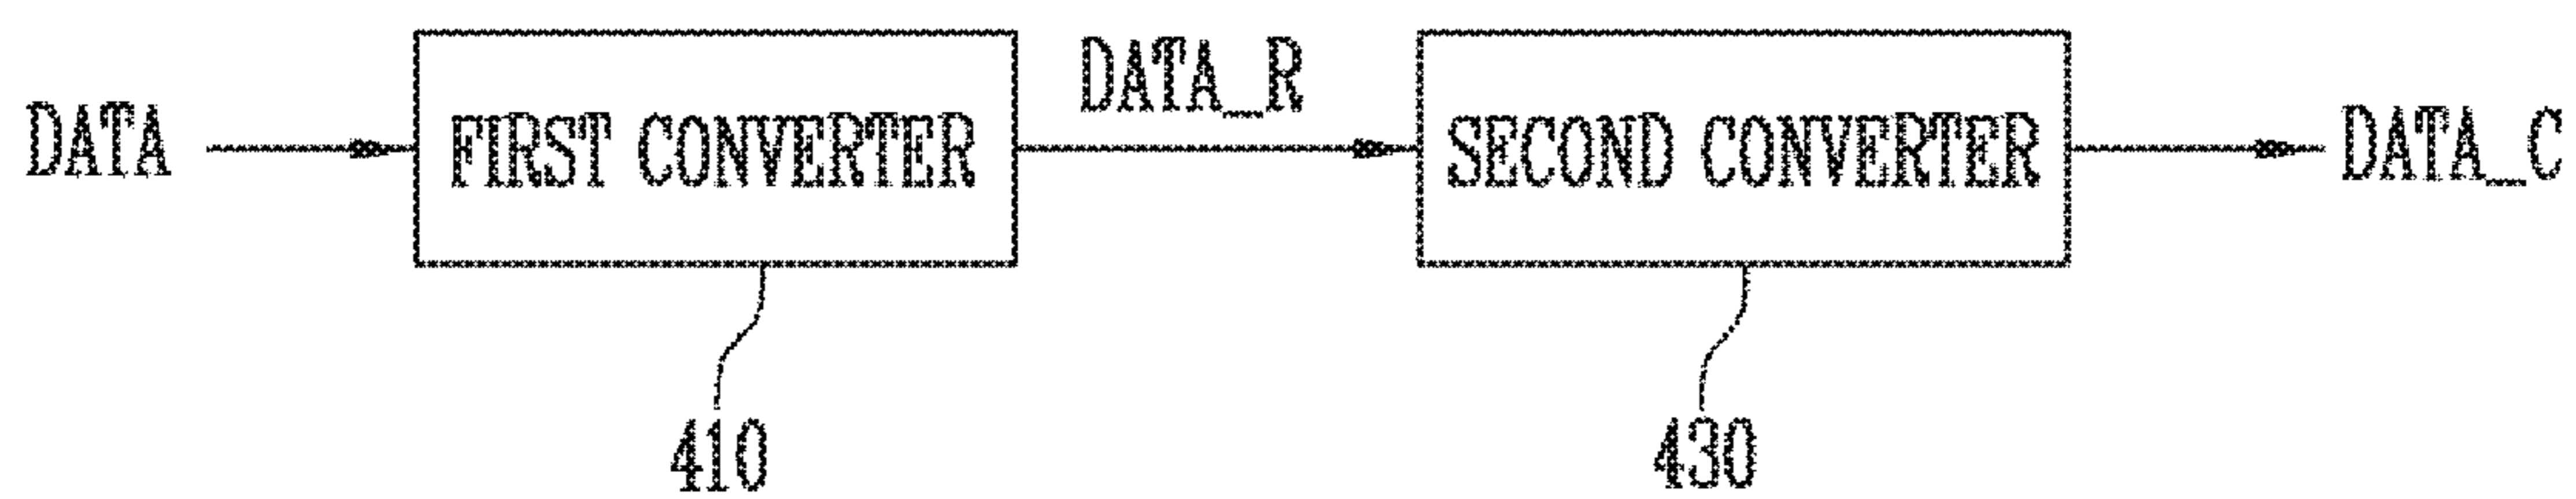 DATA
FIRST CONVERTER
DATA_R
SECOND CONVERTER
DATA_C
410
430